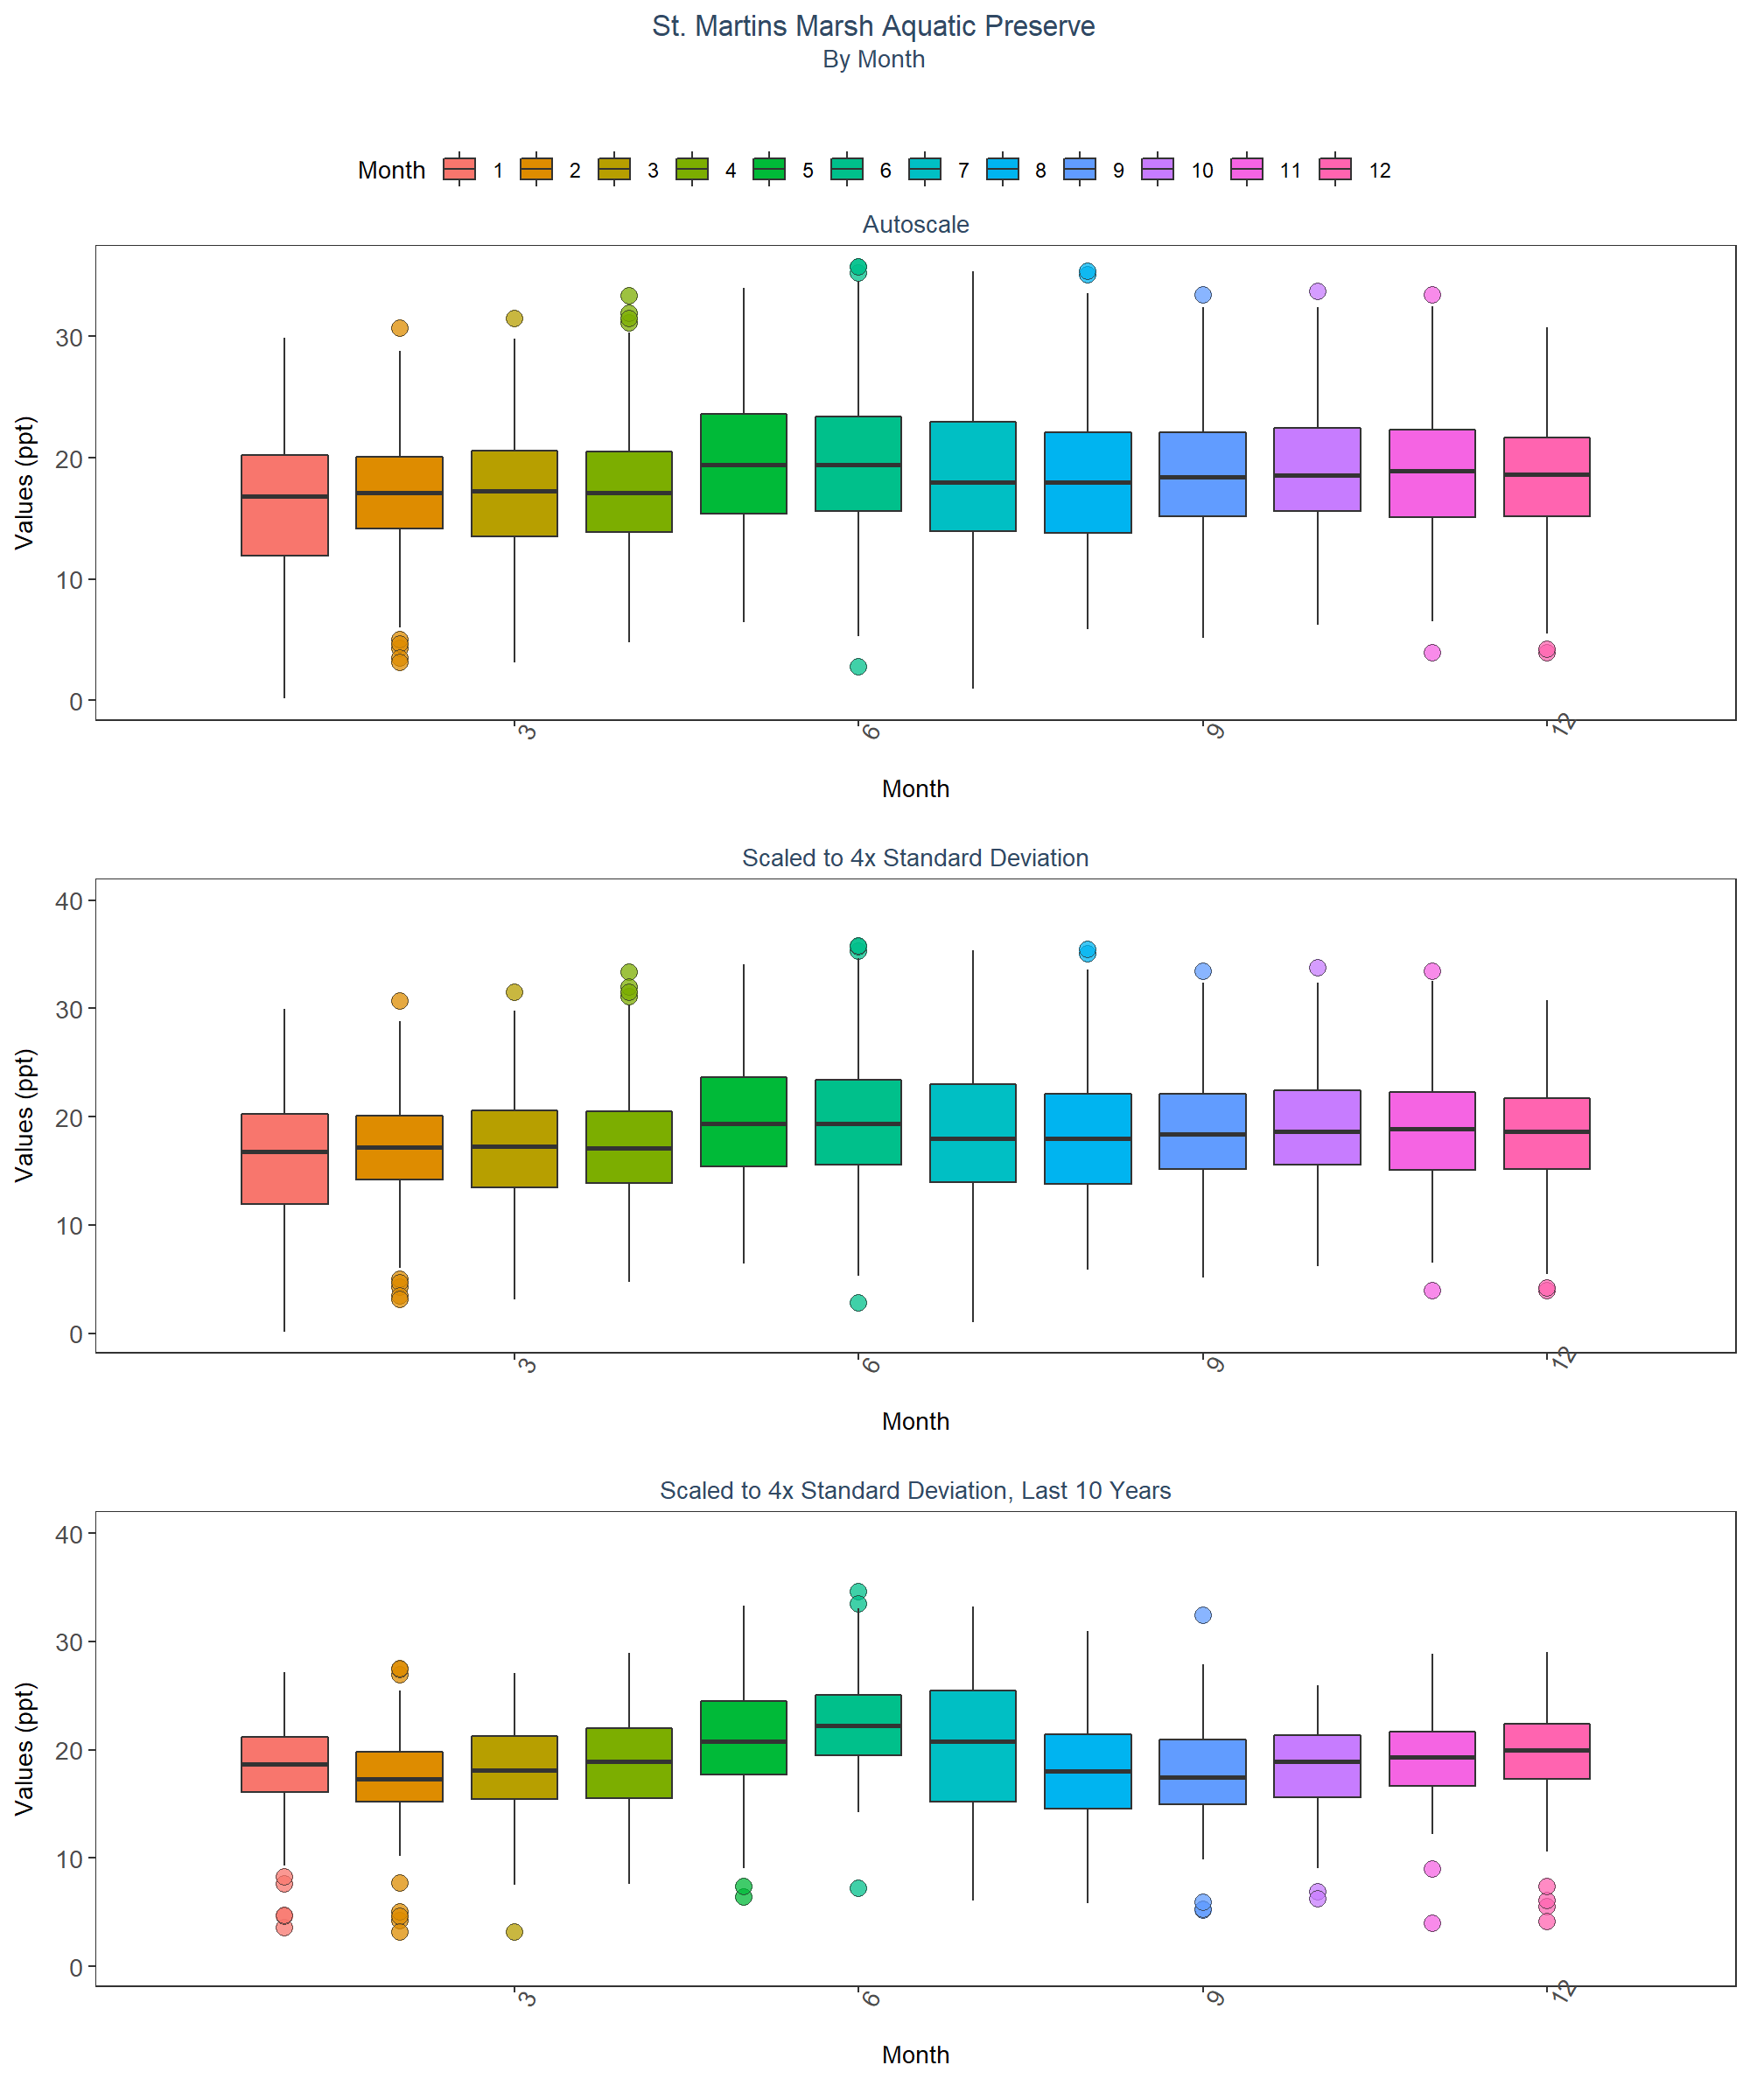 St. Martins Marsh Aquatic Preserve
By Month
Month 1 2 3 4 5 6 7 8 9 10 11 12
Autoscale
Values (ppt)
30
20
10
0
3 6 9 12
Month
Scaled to 4x Standard Deviation
Values (ppt)
40
30
20
10
0
3 6 9 12
Month
Scaled to 4x Standard Deviation, Last 10 Years
Values (ppt)
40
30
20
10
0
3 6 9 12
Month